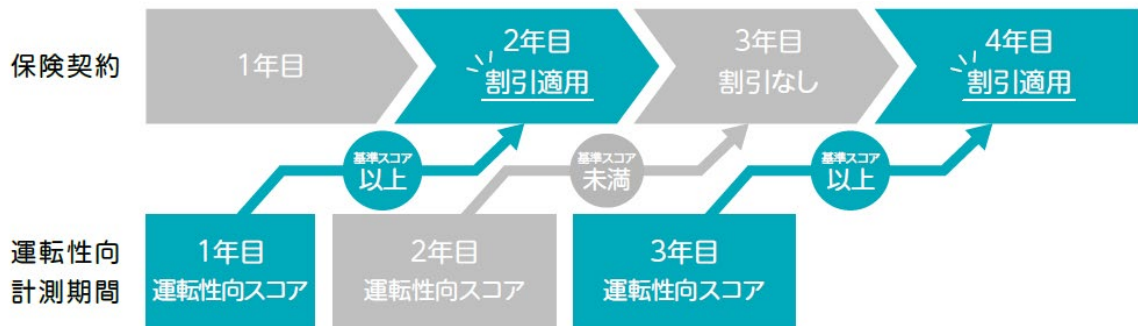 保険契約
1年目
2年目
割引適用
3年目
割引なし
4年目
割引適用
基準スコア
以上
基準スコア
未満
基準スコア
以上
運転性向
計測期間
1年目
運転性向スコア
2年目
運転性向スコア
3年目
運転性向スコア